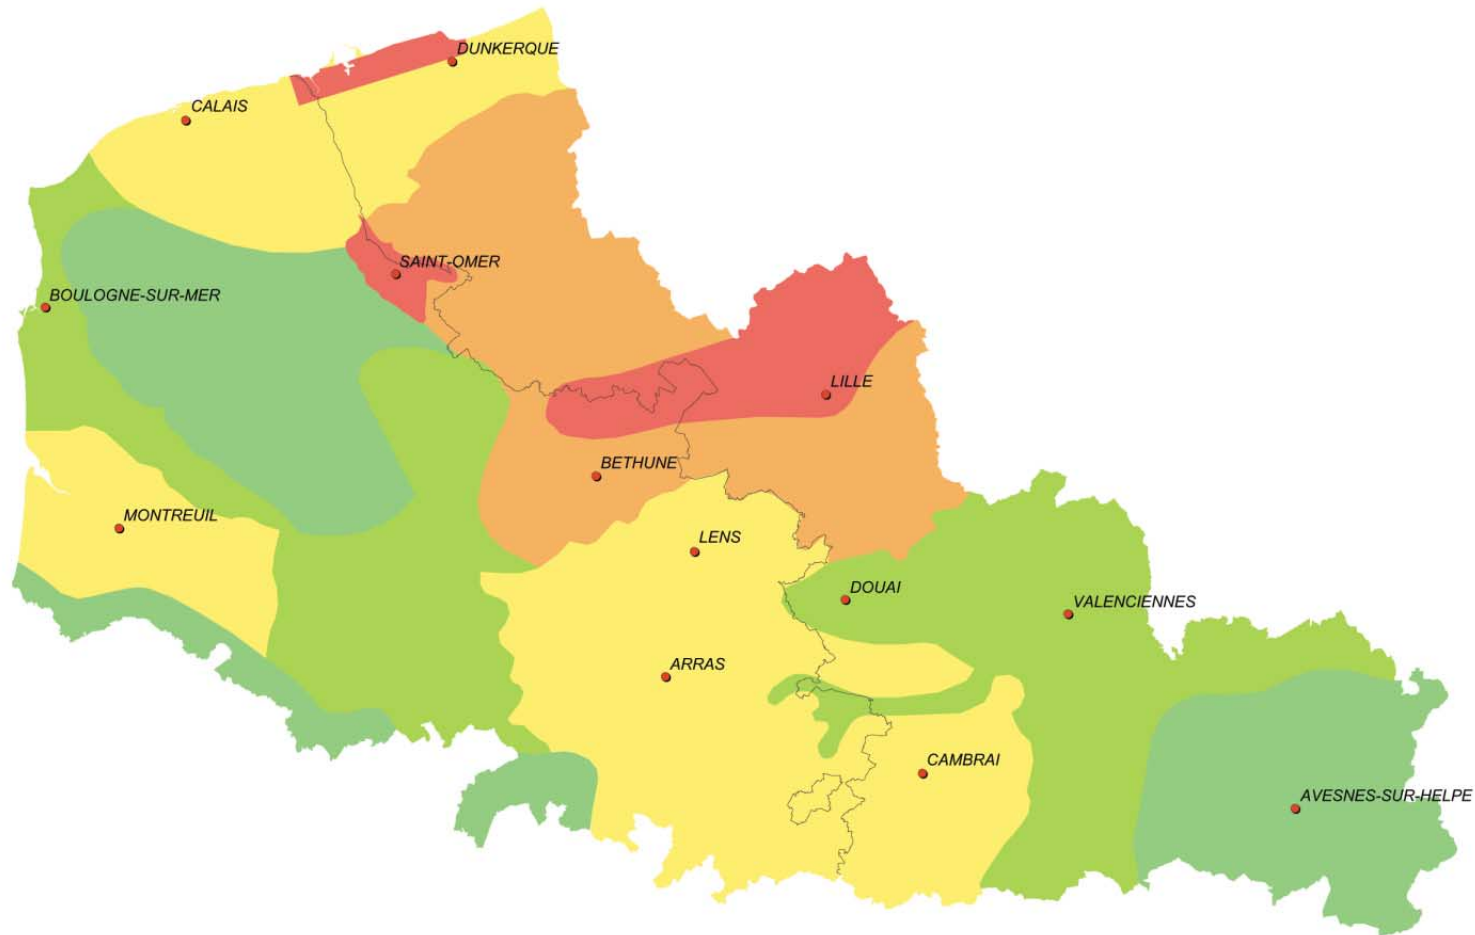 DUNKERQUE
CALAIS
SAINT-OMER
BOULOGNE-SUR-MER
LILLE
BETHUNE
MONTREUIL
LENS
DOUAI
VALENCIENNES
ARRAS
CAMBRAI
AVESNES-SUR-HELPE